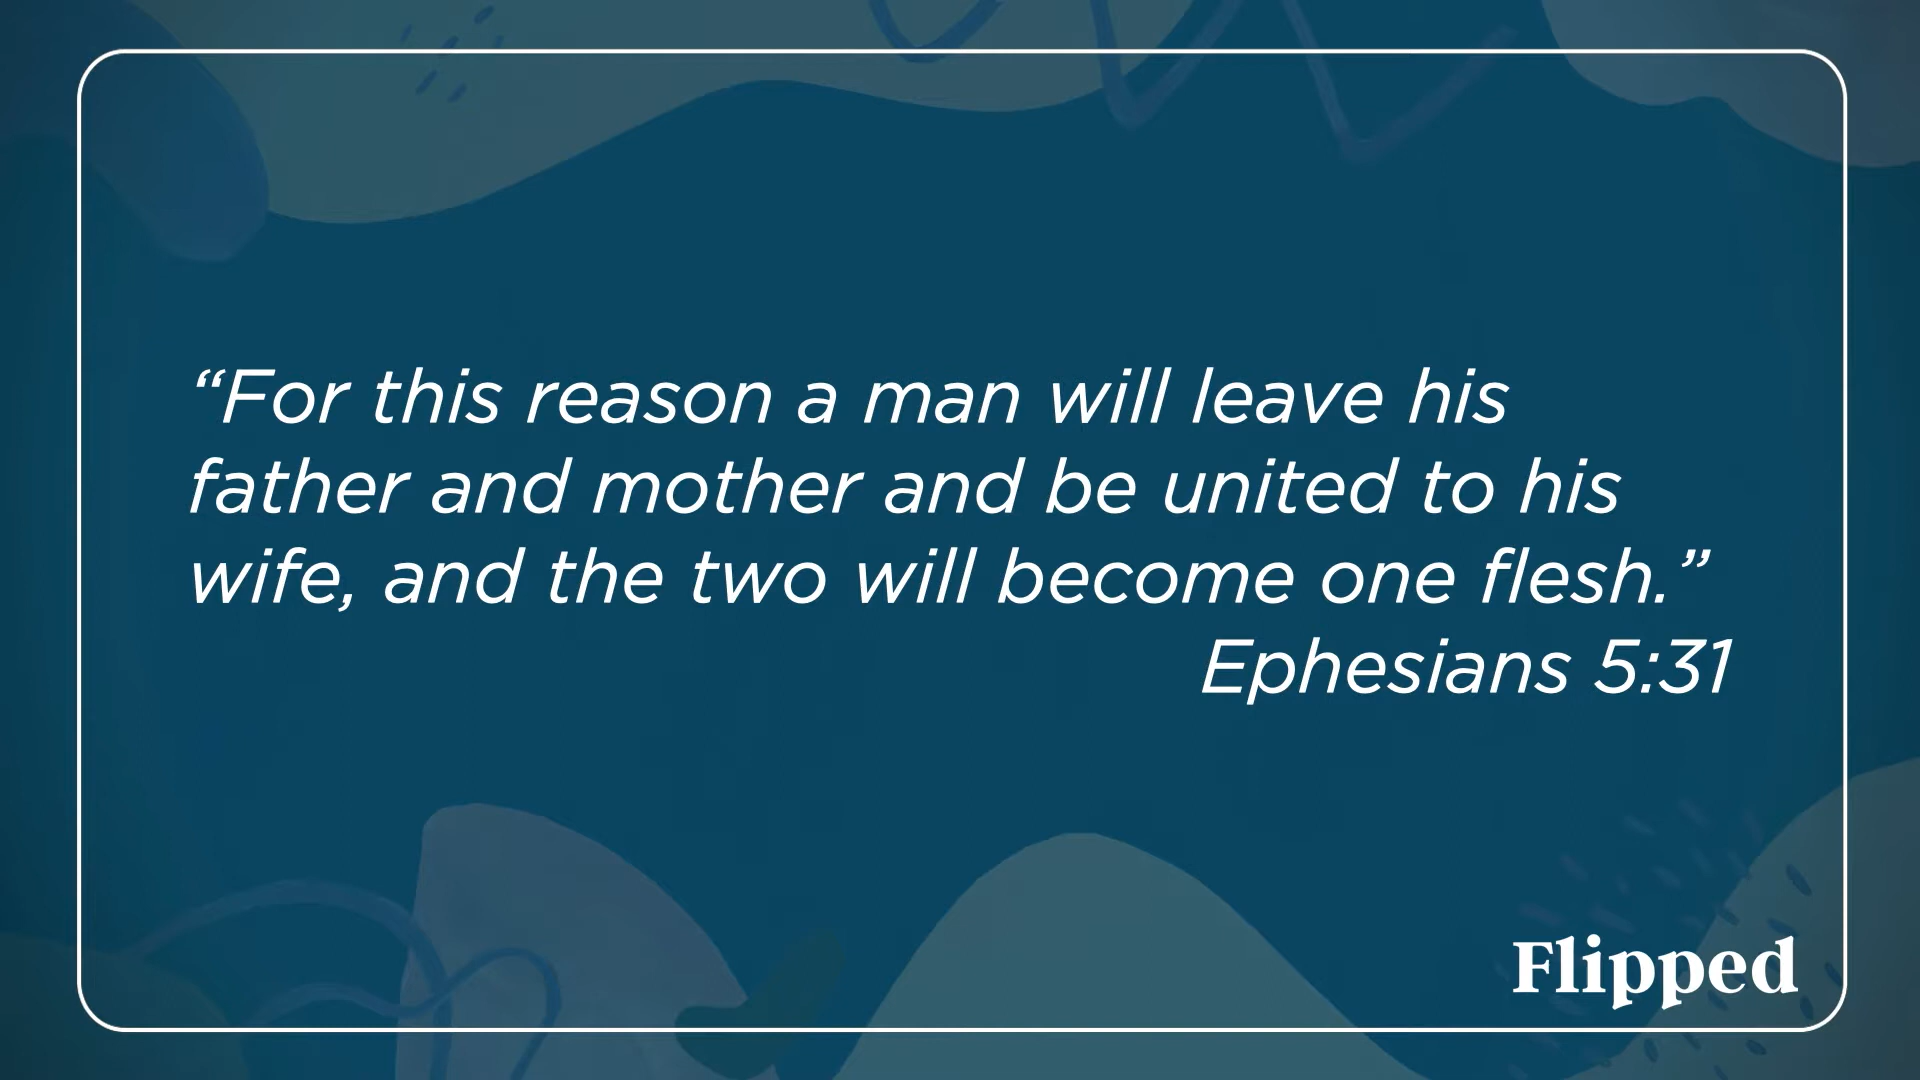 “For this reason a man will leave his
father and mother and be united to his
wife, and the two will become one flesh.”
Ephesians 5:31
Flipped